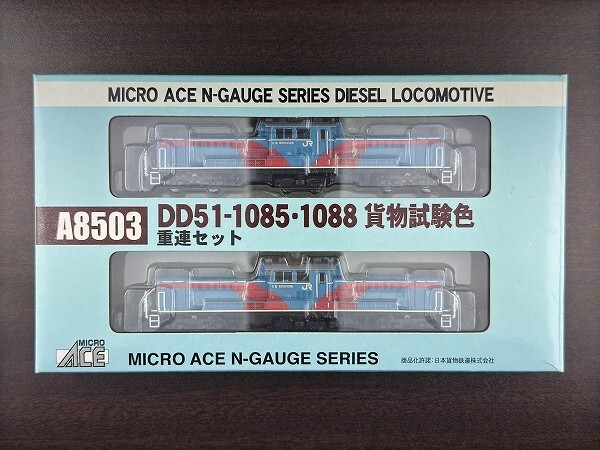 MICRO ACE N-GAUGE SERIES DIESEL LOCOMOTIVE
JR
A8503
DD51-1085・1088 貨物試験色
重連セット
JR
MICRO
ACE
MICRO ACE N-GAUGE SERIES
商品化許諾:日本貨物鉄道株式会社